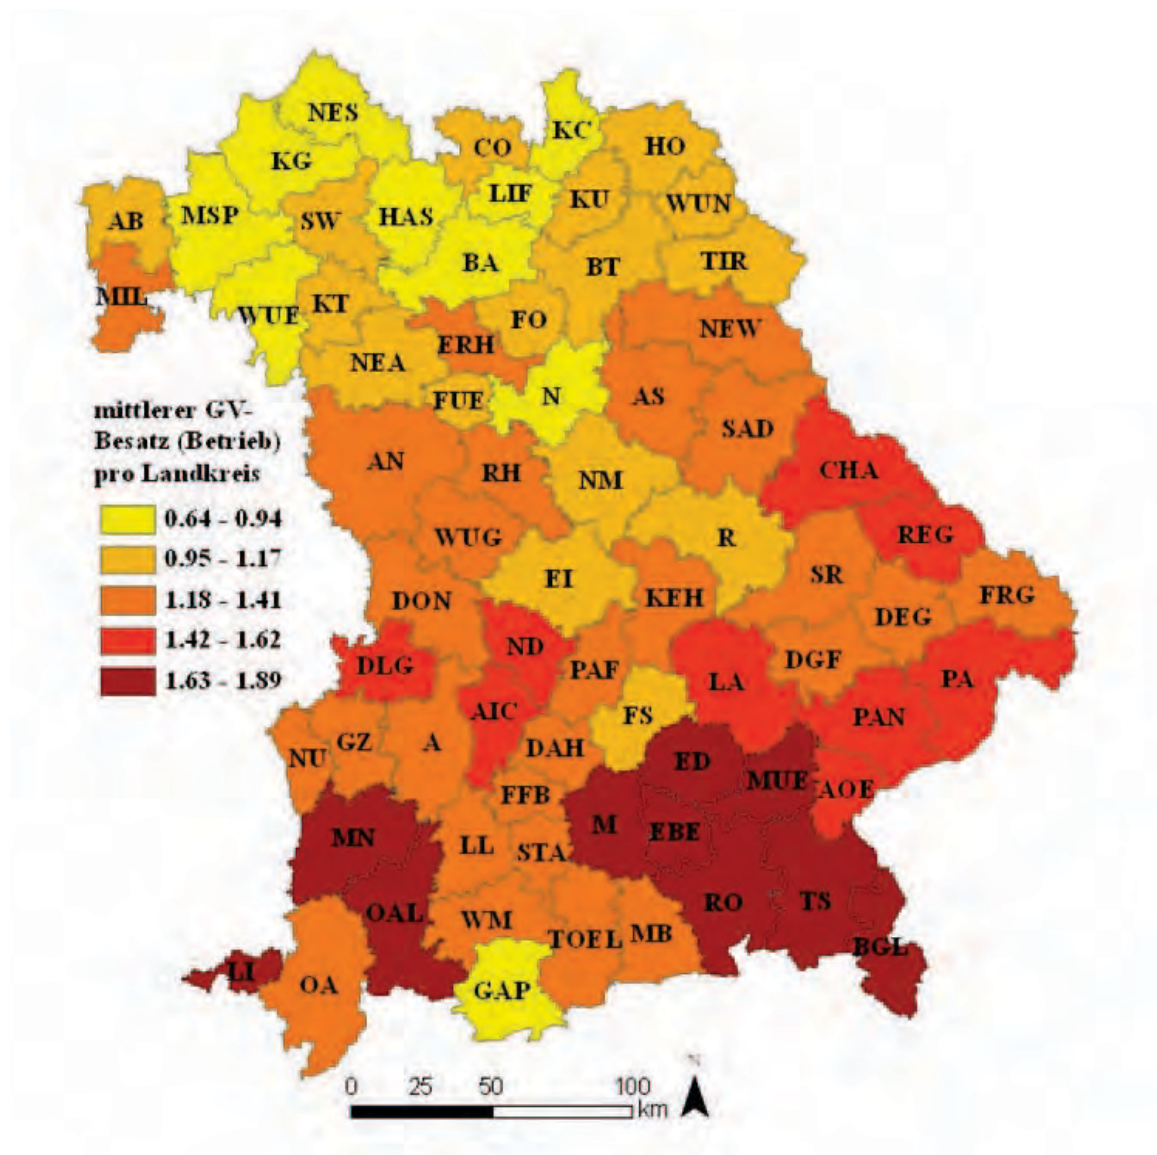 NES
KC
CO
HO
KG
LIF
KU
WUN
AB
MSP
SW
HAS
BA
BT
TIR
MIL
WUE
KT
FO
NEW
ERH
NEA
FUE
N
AS
SAD
mittlerer GV-
Besatz (Betrieb)
pro Landkreis
0.64 - 0.94
0.95 - 1.17
1.18 - 1.41
1.42 - 1.62
1.63 - 1.89
AN
RH
NM
CHA
WUG
R
REG
EI
SR
FRG
DON
KEH
DEG
ND
DLG
PAF
LA
DGF
PA
AIC
FS
PAN
NU
GZ
A
DAH
ED
MUE
AOE
FFB
MN
LL
STA
M
EBE
OAL
WM
TOEL
MB
RO
TS
BGL
LI
OA
GAP
N
0 25 50 100
km